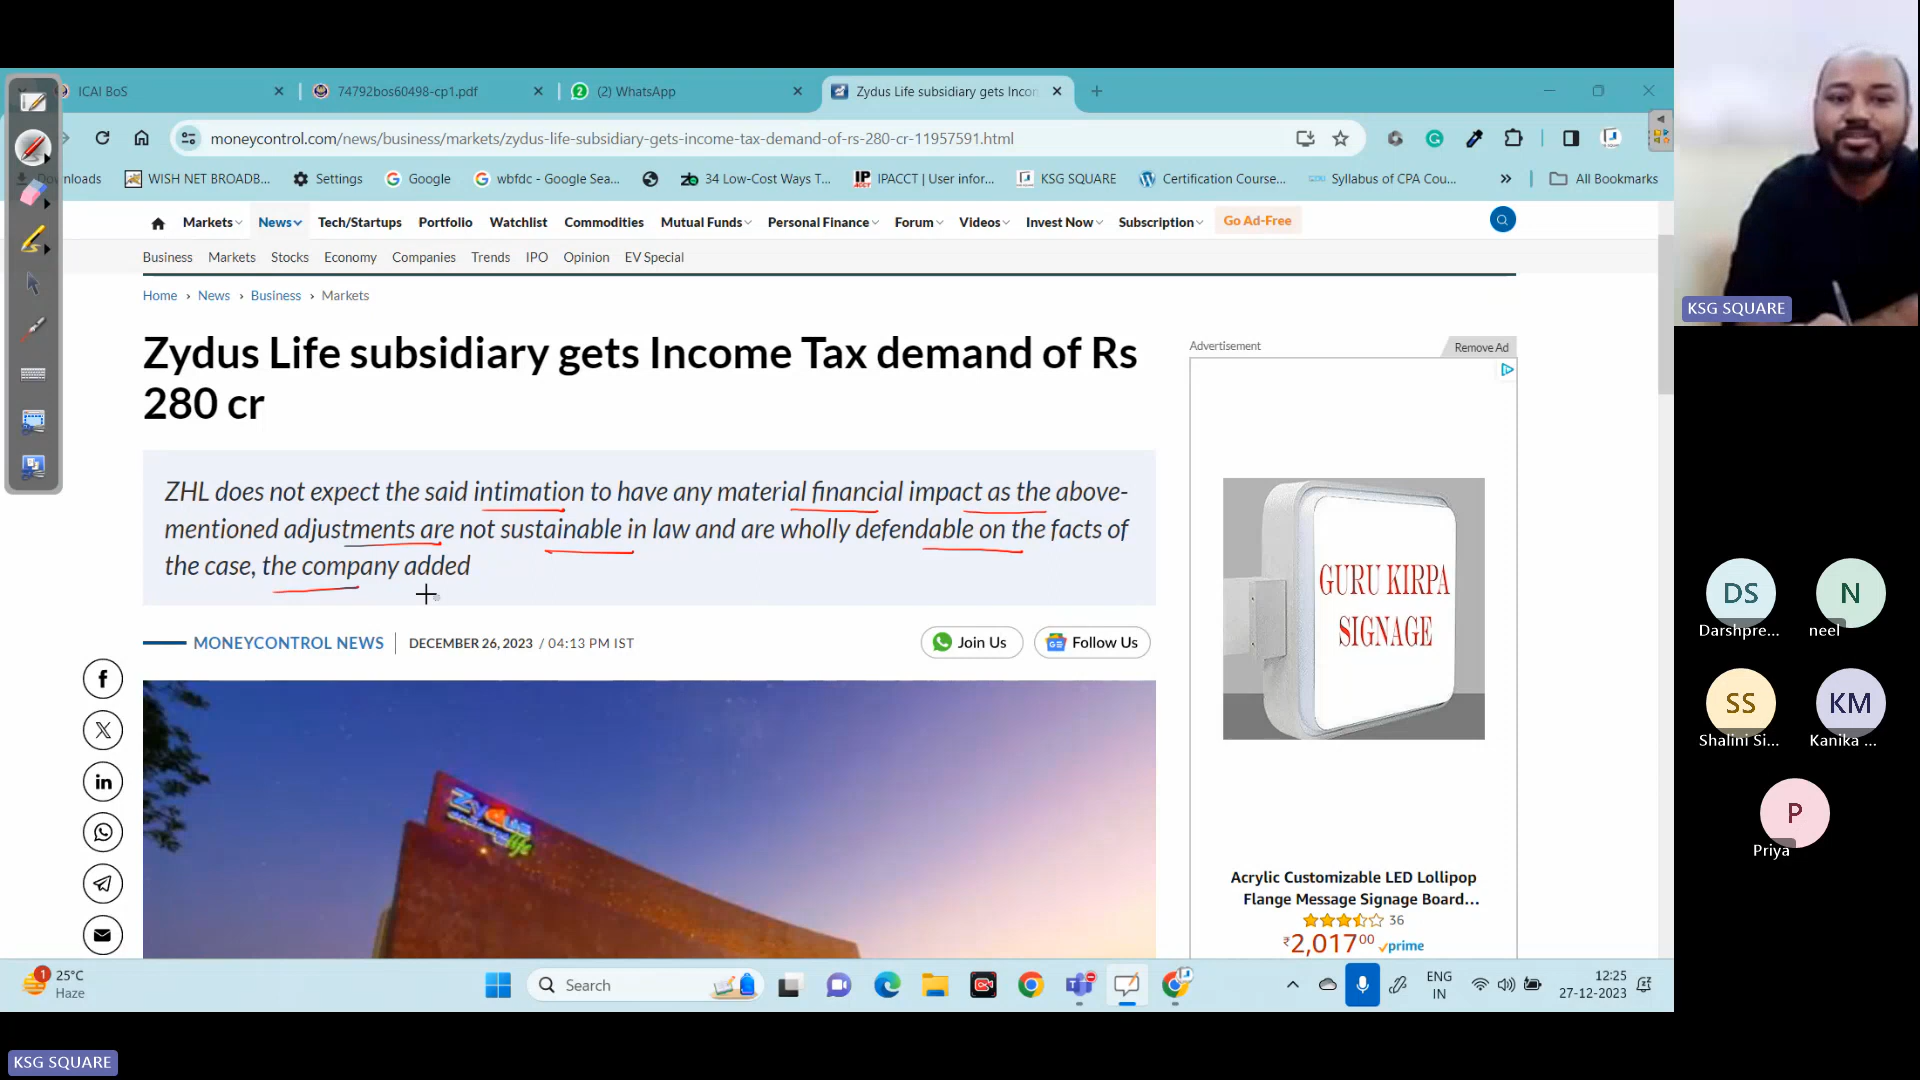 ICAI BoS
74792bos60498-cp1.pdf
(2) WhatsApp
Zydus Life subsidiary gets Incom
moneycontrol.com/news/business/markets/zydus-life-subsidiary-gets-income-tax-demand-of-rs-280-cr-11957591.html
WISH NET BROADB... Settings Google wbfdc - Google Sea... 34 Low-Cost Ways T... IPACCT | User infor... KSG SQUARE Certification Course... Syllabus of CPA Cou... » All Bookmarks
Markets News Tech/Startups Portfolio Watchlist Commodities Mutual Funds Personal Finance Forum Videos Invest Now Subscription Go Ad-Free
Business Markets Stocks Economy Companies Trends IPO Opinion EV Special
Home › News › Business › Markets
Zydus Life subsidiary gets Income Tax demand of Rs
280 cr
ZHL does not expect the said intimation to have any material financial impact as the above-
mentioned adjustments are not sustainable in law and are wholly defendable on the facts of
the case, the company added
MONEYCONTROL NEWS DECEMBER 26, 2023 / 04:13 PM IST
Join Us Follow Us
Zydus
life
Advertisement Remove Ad
GURU KIRPA
SIGNAGE
Acrylic Customizable LED Lollipop
Flange Message Signage Board...
36
₹2,017⁰⁰ prime
KSG SQUARE
DS
Darshpre...
N
neel
SS
Shalini Si...
KM
Kanika ...
P
Priya
1
25°C
Haze
Search
ENG
IN
12:25
27-12-2023
KSG SQUARE